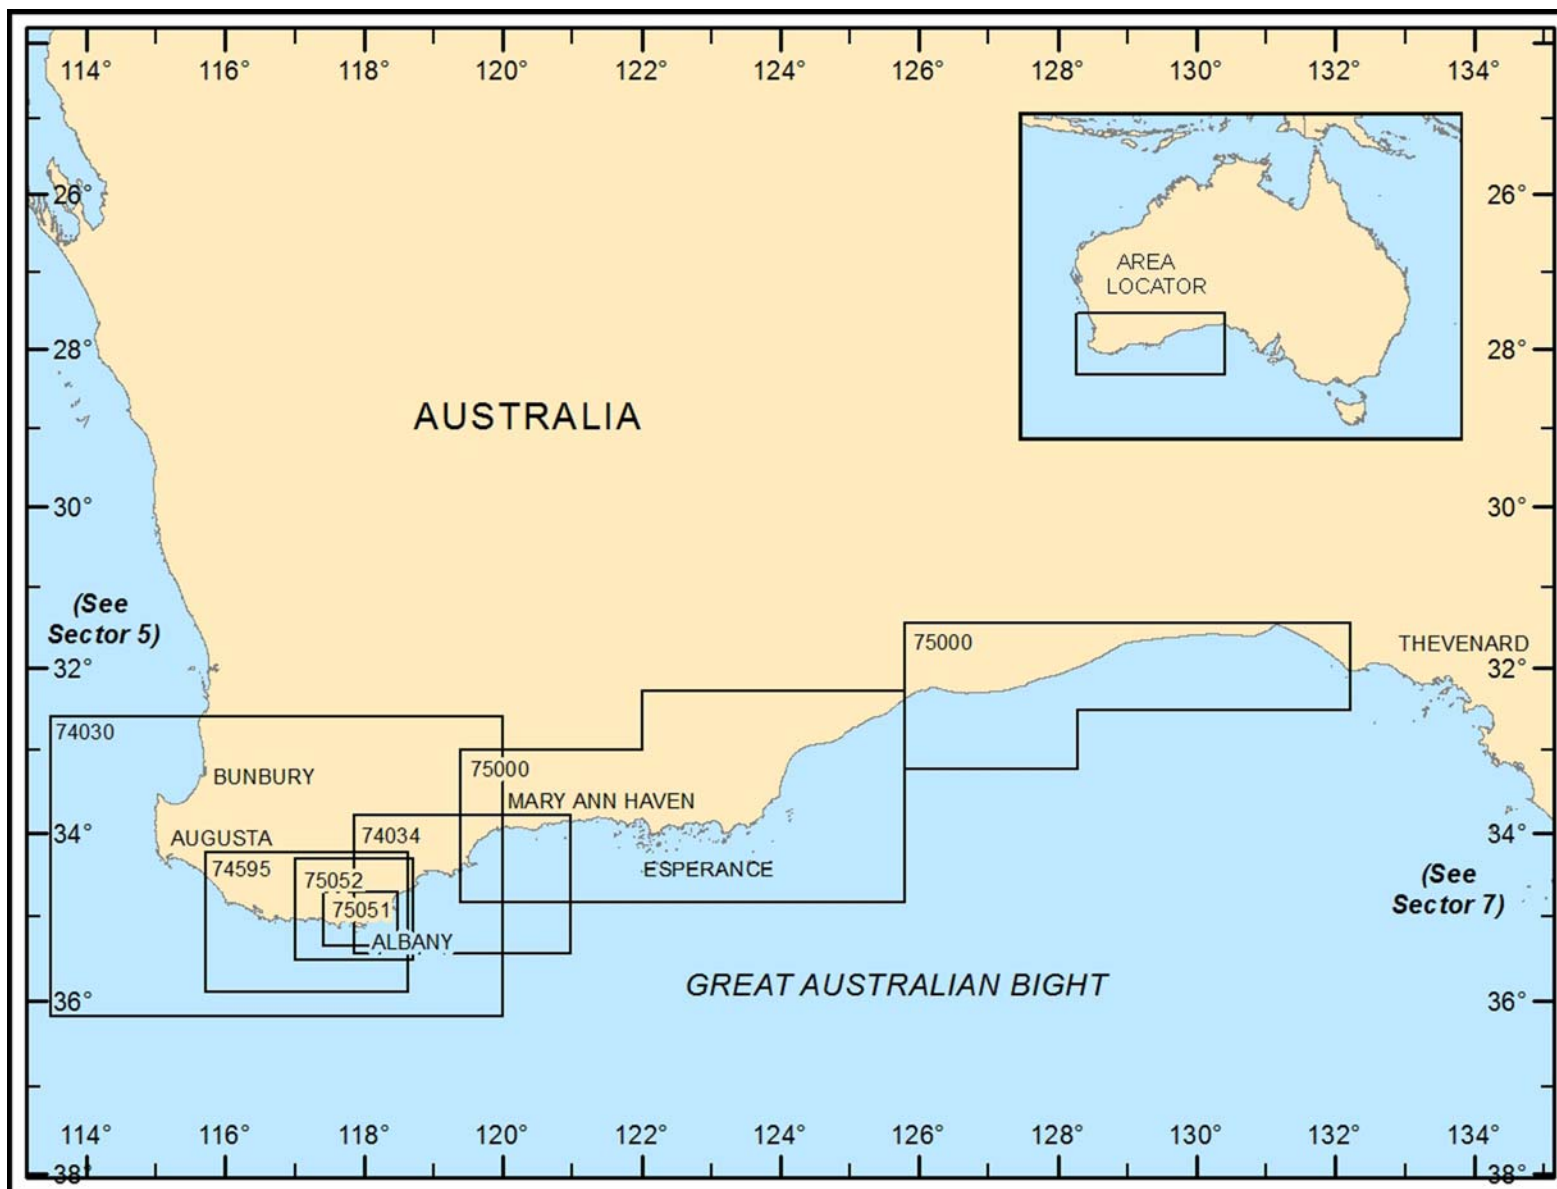 114° 116° 118° 120° 122° 124° 126° 128° 130° 132° 134°
26° 26°
AREA
LOCATOR
28° 28°
AUSTRALIA
30° 30°
(See
Sector 5)
75000
THEVENARD
32° 32°
74030
75000
BUNBURY
MARY ANN HAVEN
AUGUSTA
74034
34° 34°
74595
ESPERANCE
75052
(See
Sector 7)
75051
ALBANY
GREAT AUSTRALIAN BIGHT
36° 36°
114° 116° 118° 120° 122° 124° 126° 128° 130° 132° 134°
38° 38°